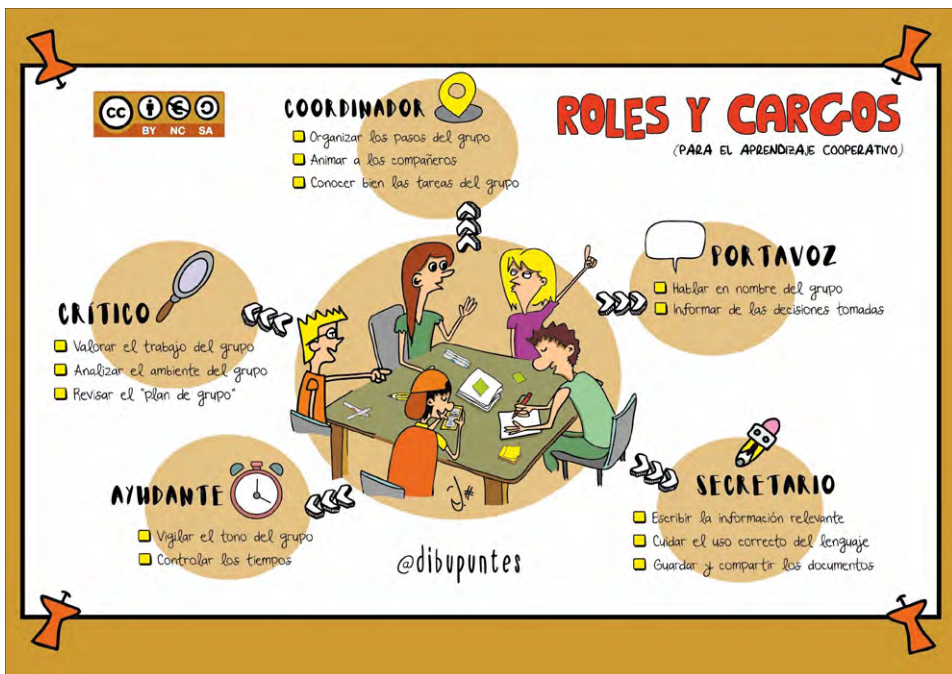 cc
BY NC SA
ROLES Y CARGOS
(PARA EL APRENDIZAJE COOPERATIVO)
COORDINADOR
Organizar los pasos del grupo
Animar a los compañeros
Conocer bien las tareas del grupo
PORTAVOZ
Hablar en nombre del grupo
Informar de las decisiones tomadas
CRÍTICO
Valorar el trabajo del grupo
Analizar el ambiente del grupo
Revisar el "plan de grupo"
AYUDANTE
Vigilar el tono del grupo
Controlar los tiempos
SECRETARIO
Escribir la información relevante
Cuidar el uso correcto del lenguaje
Guardar y compartir los documentos
@dibupuntes